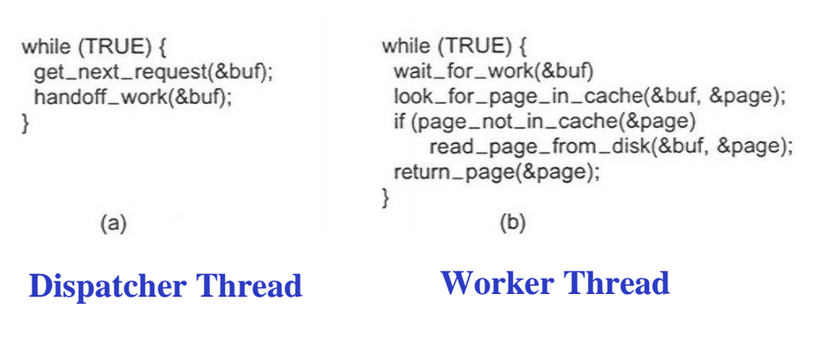 while (TRUE) {
get_next_request(&buf);
handoff_work(&buf);
}
(a)
Dispatcher Thread
while (TRUE) {
wait_for_work(&buf)
look_for_page_in_cache(&buf, &page);
if (page_not_in_cache(&page)
read_page_from_disk(&buf, &page);
return_page(&page);
}
(b)
Worker Thread